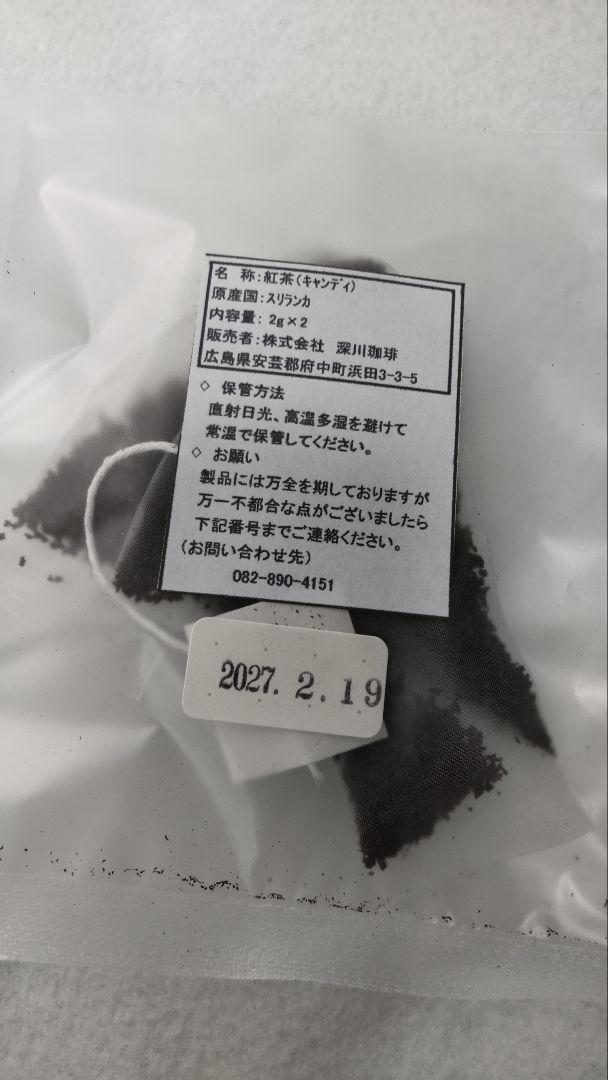 名 称:紅茶(キャンディ)
原産国:スリランカ
内容量: 2g×2
販売者:株式会社 深川珈琲
広島県安芸郡府中町浜田3-3-5
◇ 保管方法
直射日光、高温多湿を避けて
常温で保管してください。
◇ お願い
製品には万全を期しておりますが
万一不都合な点がございましたら
下記番号までご連絡ください。
(お問い合わせ先)
082-890-4151
2027. 2. 19